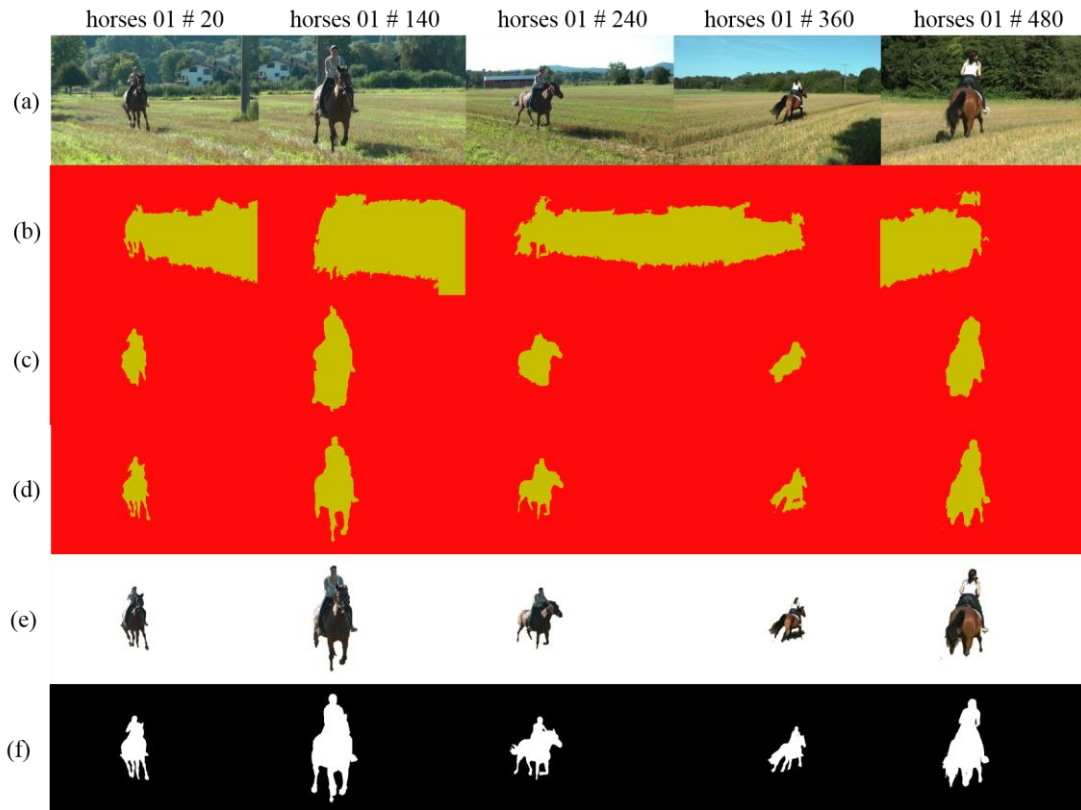 horses 01 # 20 horses 01 # 140 horses 01 # 240 horses 01 # 360 horses 01 # 480
(a)
(b)
(c)
(d)
(e)
(f)